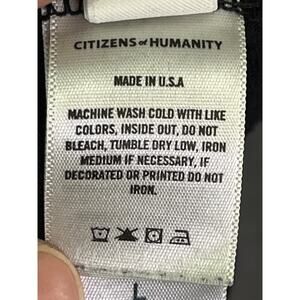 CITIZENS of HUMANITY
MADE IN U.S.A
MACHINE WASH COLD WITH LIKE
COLORS, INSIDE OUT, DO NOT
BLEACH, TUMBLE DRY LOW, IRON
MEDIUM IF NECESSARY, IF
DECORATED OR PRINTED DO NOT
IRON.